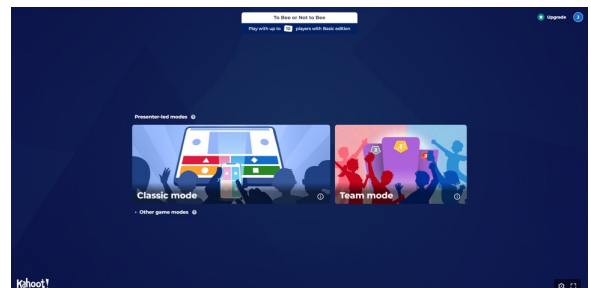 To Bee or Not to Bee
Upgrade
J
Play with up to 10 players with Basic edition
Presenter-led modes
Classic mode
Team mode
Other game modes
Kahoot!